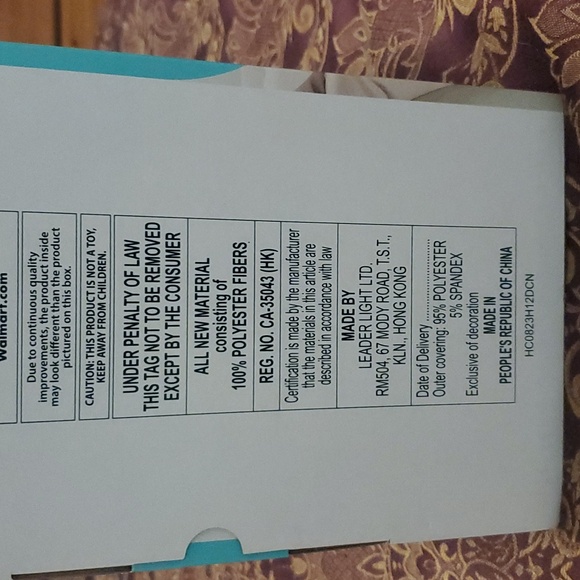 Walmart.com
Due to continuous quality
improvements, the product inside
may look different than the product
pictured on this box.
CAUTION: THIS PRODUCT IS NOT A TOY,
KEEP AWAY FROM CHILDREN.
UNDER PENALTY OF LAW
THIS TAG NOT TO BE REMOVED
EXCEPT BY THE CONSUMER
ALL NEW MATERIAL
consisting of
100% POLYESTER FIBERS
REG. NO. CA-35043 (HK)
Certification is made by the manufacturer
that the materials in this article are
described in accordance with law
MADE BY
LEADER LIGHT LTD,
RM504, 67 MODY ROAD, T.S.T.,
KLN., HONG KONG
Date of Delivery ............................
Outer covering: 95% POLYESTER
5% SPANDEX
Exclusive of decoration
MADE IN
PEOPLE'S REPUBLIC OF CHINA
HC0823H12DCN